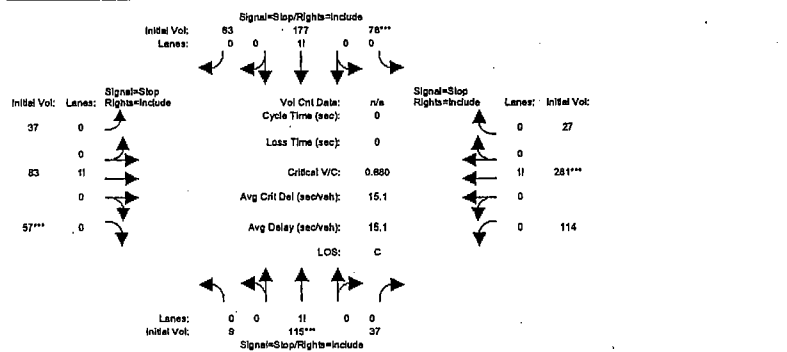 Signal=Stop/Rights=Include
Initial Vol: 63 177 78***
Lanes: 0 0 1! 0 0
Signal=Stop
Initial Vol: Lanes: Rights=Include
Vol Cnt Data: n/a
Signal=Stop
Rights=Include Lanes: Initial Vol:
37 0
Cycle Time (sec): 0
0 27
0
Loss Time (sec): 0
0
83 1!
Critical V/C: 0.680
1! 281***
0
Avg Crit Del (sec/veh): 15.1
0
57*** 0
Avg Delay (sec/veh): 15.1
0 114
LOS: C
Lanes: 0 0 1! 0 0
Initial Vol: 9 115*** 37
Signal=Stop/Rights=Include